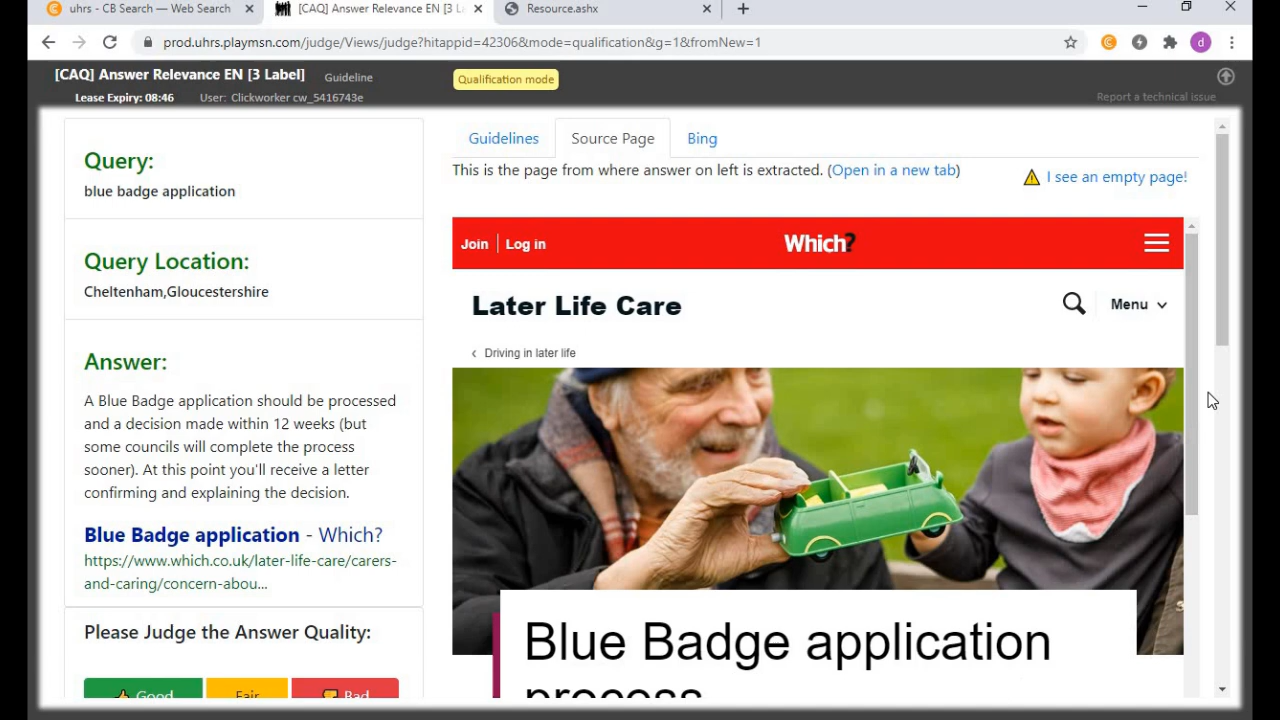 uhrs - CB Search — Web Search
[CAQ] Answer Relevance EN [3 La
Resource.ashx
prod.uhrs.playmsn.com/judge/Views/judge?hitappid=42306&mode=qualification&g=1&fromNew=1
d
[CAQ] Answer Relevance EN [3 Label]
Guideline
Qualification mode
Lease Expiry: 08:46
User: Clickworker cw_5416743e
Report a technical issue
Query:
blue badge application
Query Location:
Cheltenham,Gloucestershire
Answer:
A Blue Badge application should be processed
and a decision made within 12 weeks (but
some councils will complete the process
sooner). At this point you'll receive a letter
confirming and explaining the decision.
Blue Badge application - Which?
https://www.which.co.uk/later-life-care/carers-
and-caring/concern-abou...
Please Judge the Answer Quality:
Good
Fair
Bad
Guidelines
Source Page
Bing
This is the page from where answer on left is extracted. (Open in a new tab)
I see an empty page!
Join
Log in
Which?
Later Life Care
Menu
‹ Driving in later life
Blue Badge application
process